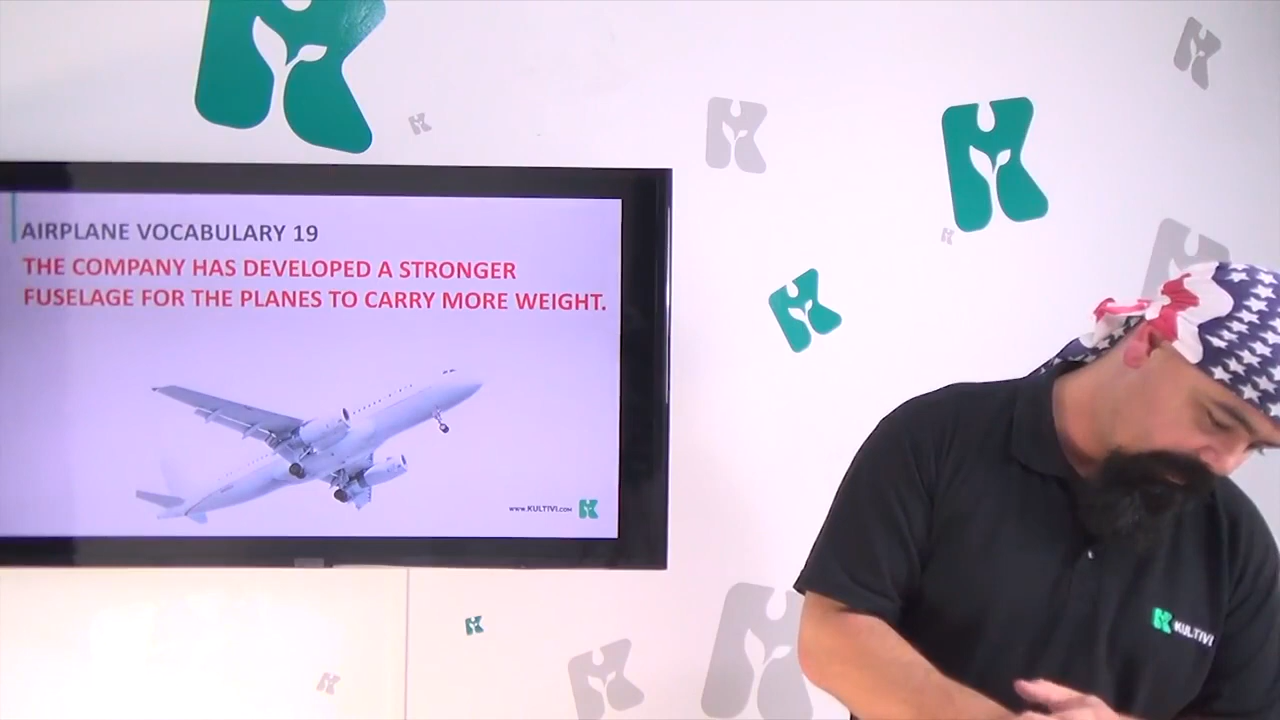 AIRPLANE VOCABULARY 19
THE COMPANY HAS DEVELOPED A STRONGER
FUSELAGE FOR THE PLANES TO CARRY MORE WEIGHT.
www.KULTIVI.COM
KULTIVI